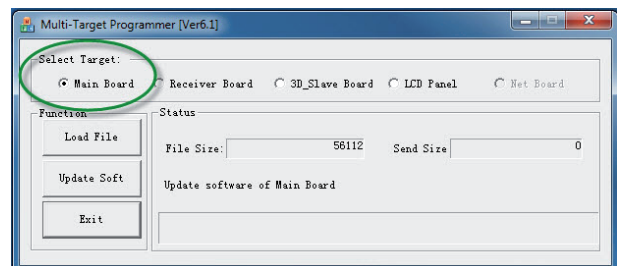 Multi-Target Programmer [Ver6.1]
Select Target:
Main Board Receiver Board 3D_Slave Board LCD Panel Net Board
Function
Status
Load File
File Size: 56112 Send Size 0
Update Soft
Update software of Main Board
Exit